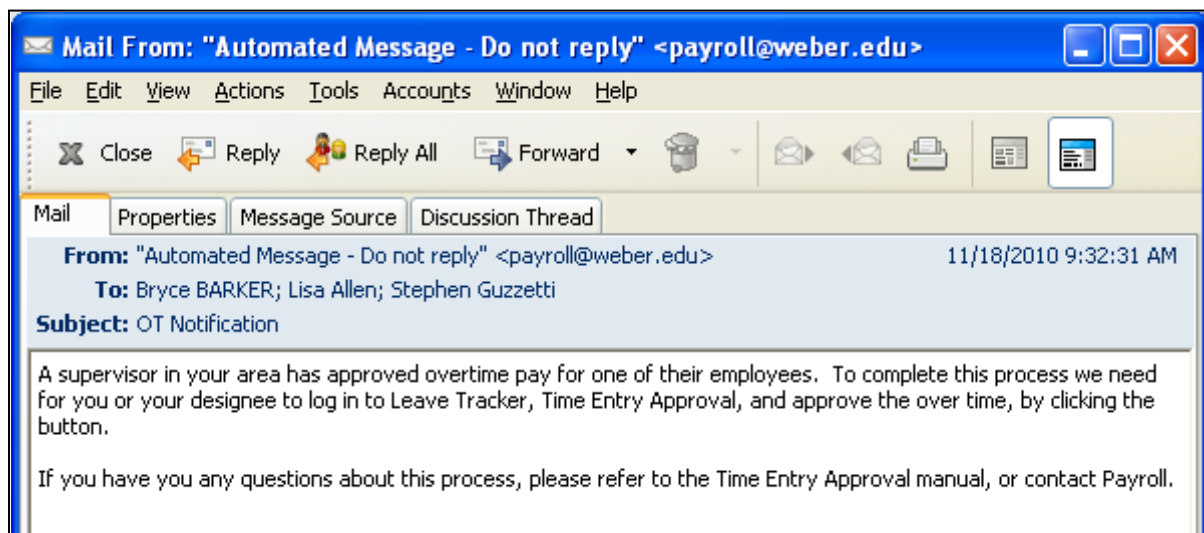 Mail From: "Automated Message - Do not reply" <payroll@weber.edu>
File Edit View Actions Tools Accounts Window Help
Close Reply Reply All Forward
Mail Properties Message Source Discussion Thread
From: "Automated Message - Do not reply" <payroll@weber.edu> 11/18/2010 9:32:31 AM
To: Bryce BARKER; Lisa Allen; Stephen Guzzetti
Subject: OT Notification
A supervisor in your area has approved overtime pay for one of their employees.  To complete this process we need
for you or your designee to log in to Leave Tracker, Time Entry Approval, and approve the over time, by clicking the
button.
If you have you any questions about this process, please refer to the Time Entry Approval manual, or contact Payroll.